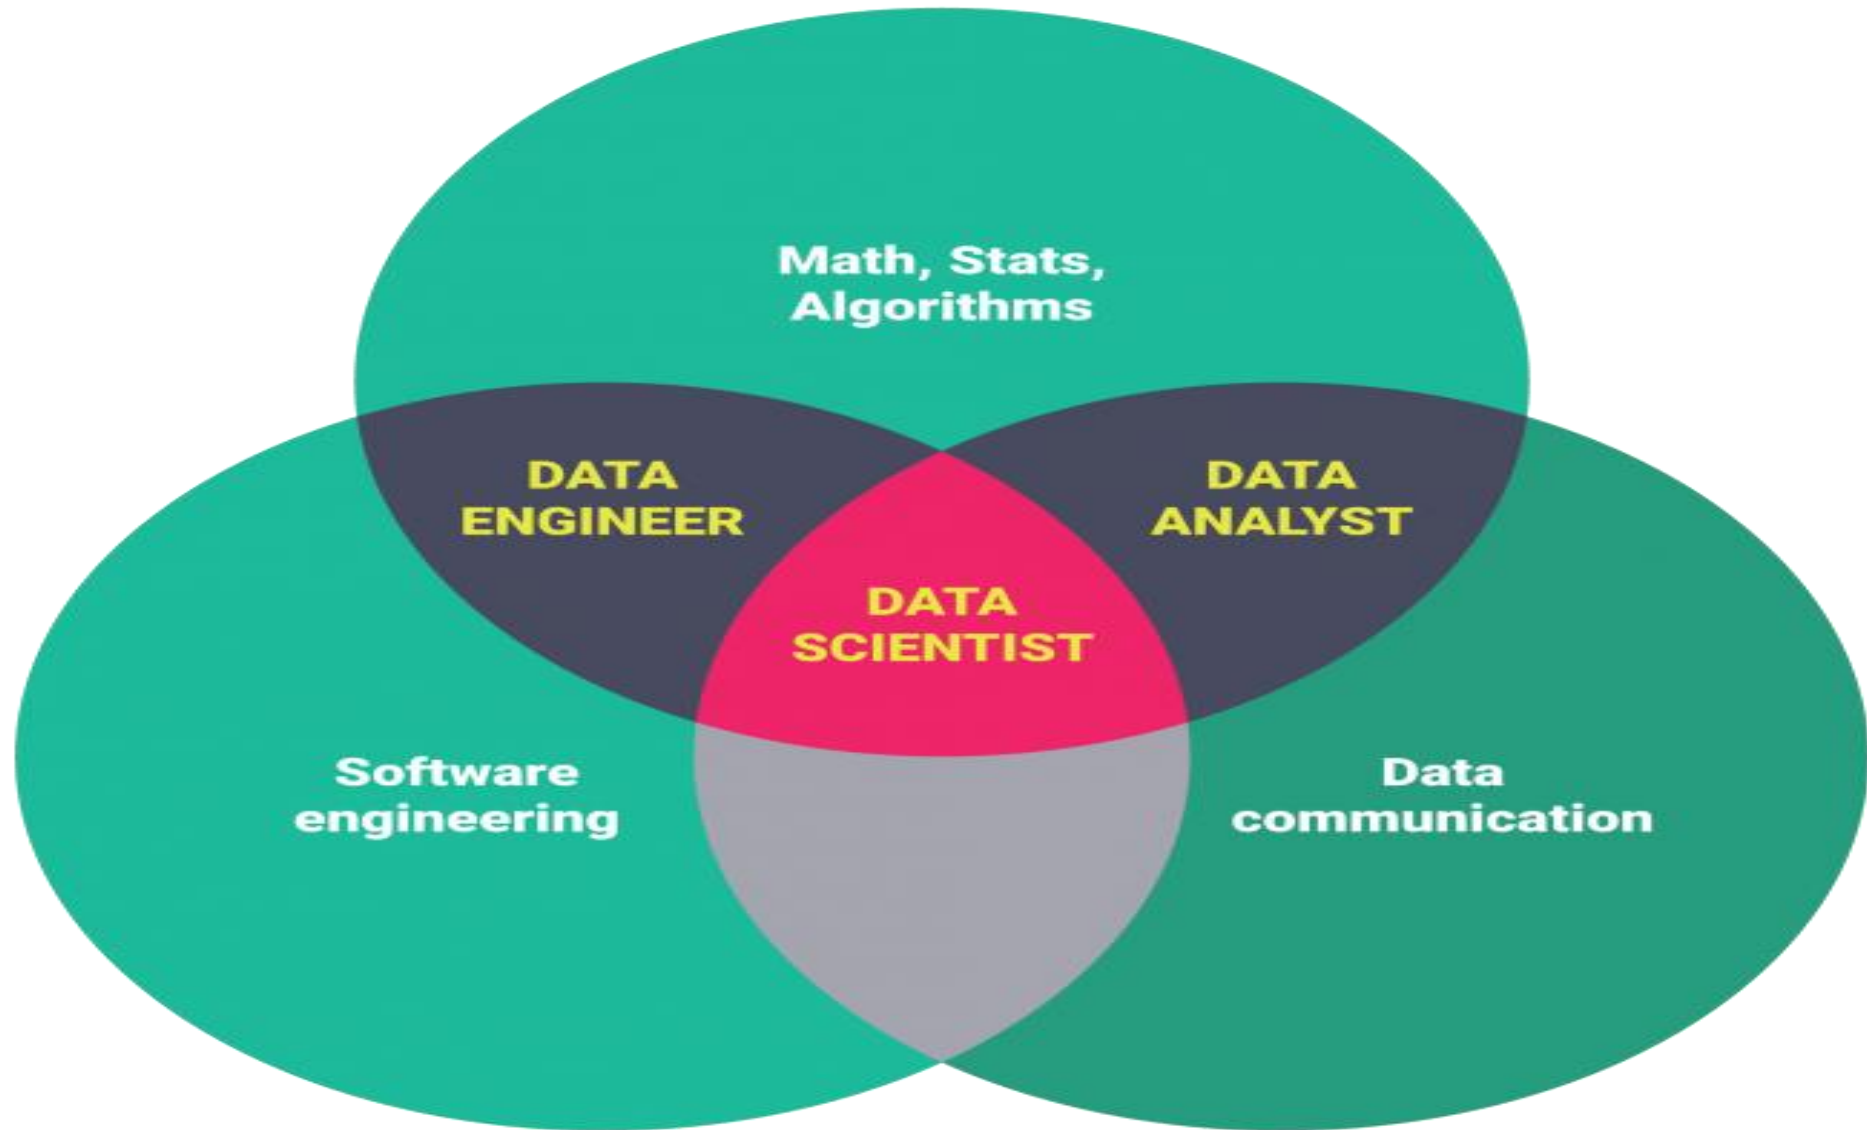 Math, Stats,
Algorithms
DATA
ENGINEER
DATA
ANALYST
DATA
SCIENTIST
Software
engineering
Data
communication